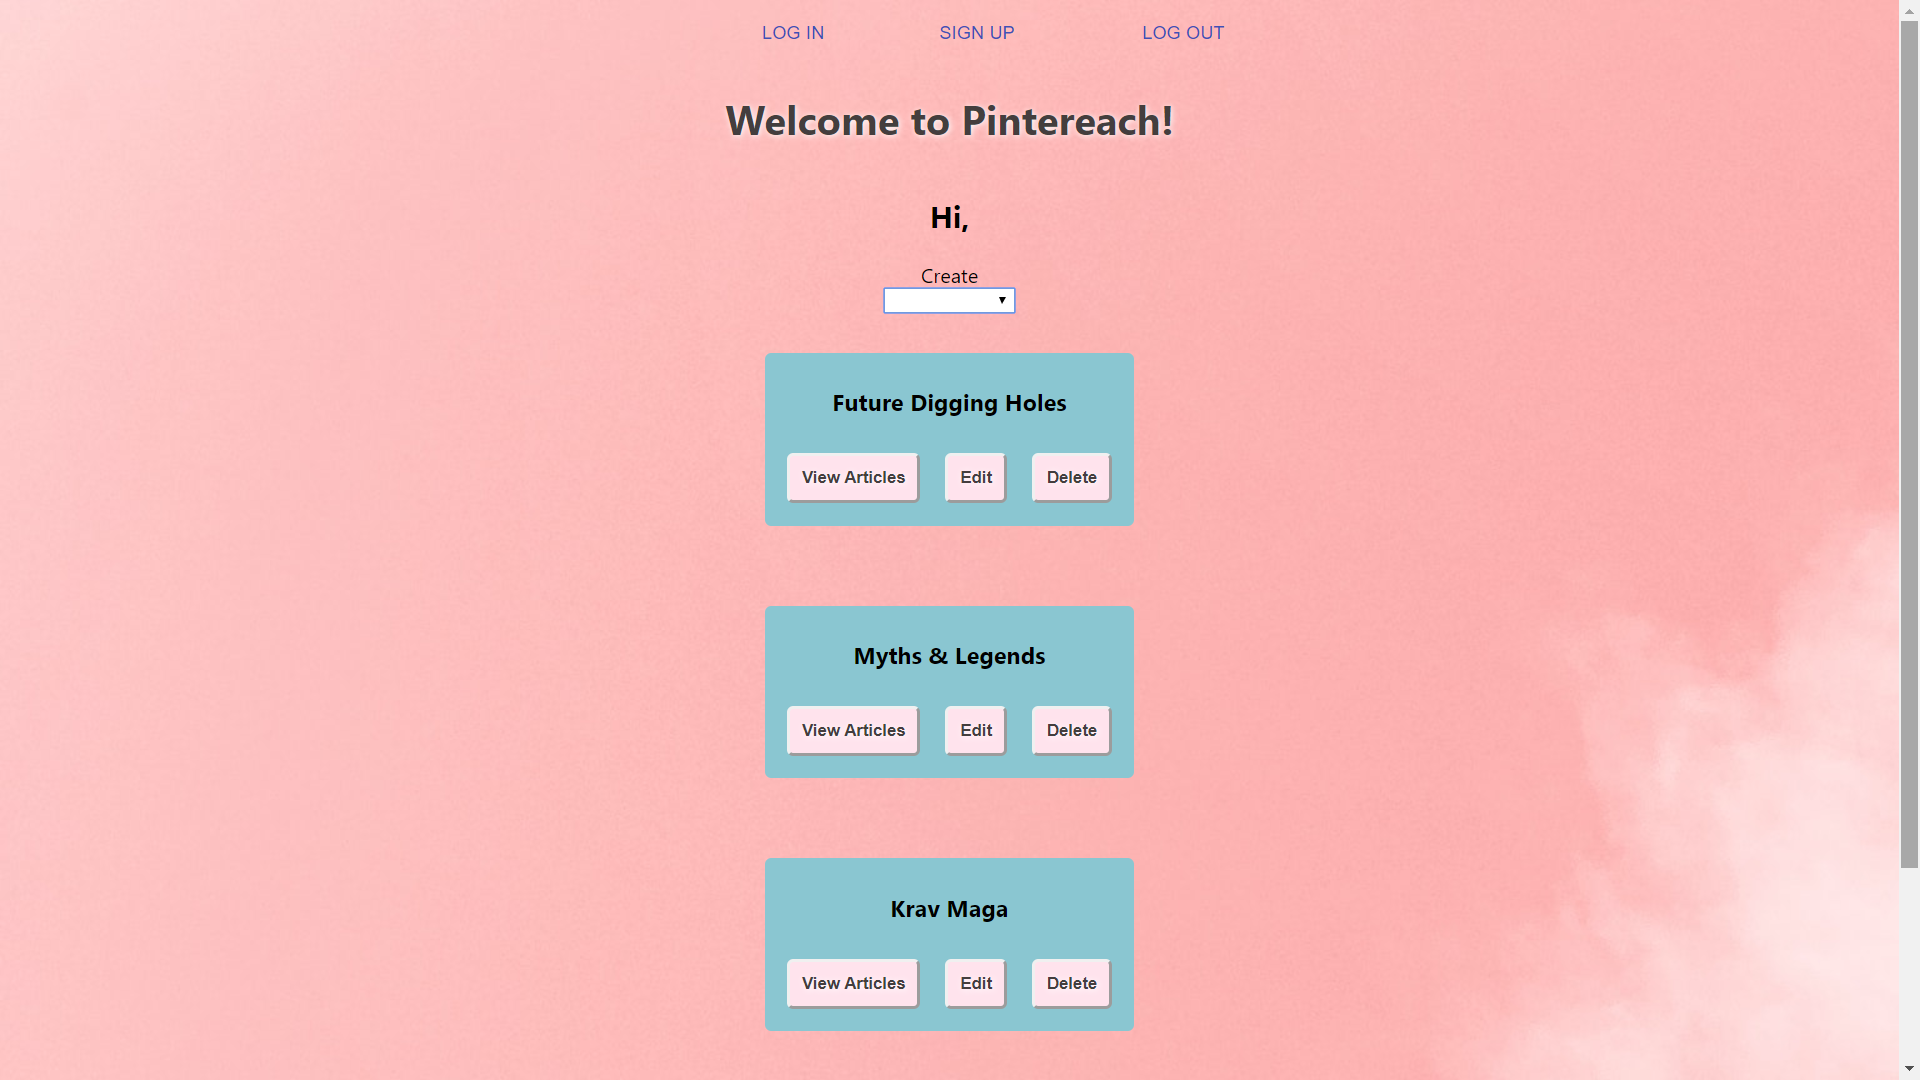 LOG IN SIGN UP LOG OUT
Welcome to Pintereach!
Hi,
Create
Future Digging Holes
View Articles Edit Delete
Myths & Legends
View Articles Edit Delete
Krav Maga
View Articles Edit Delete